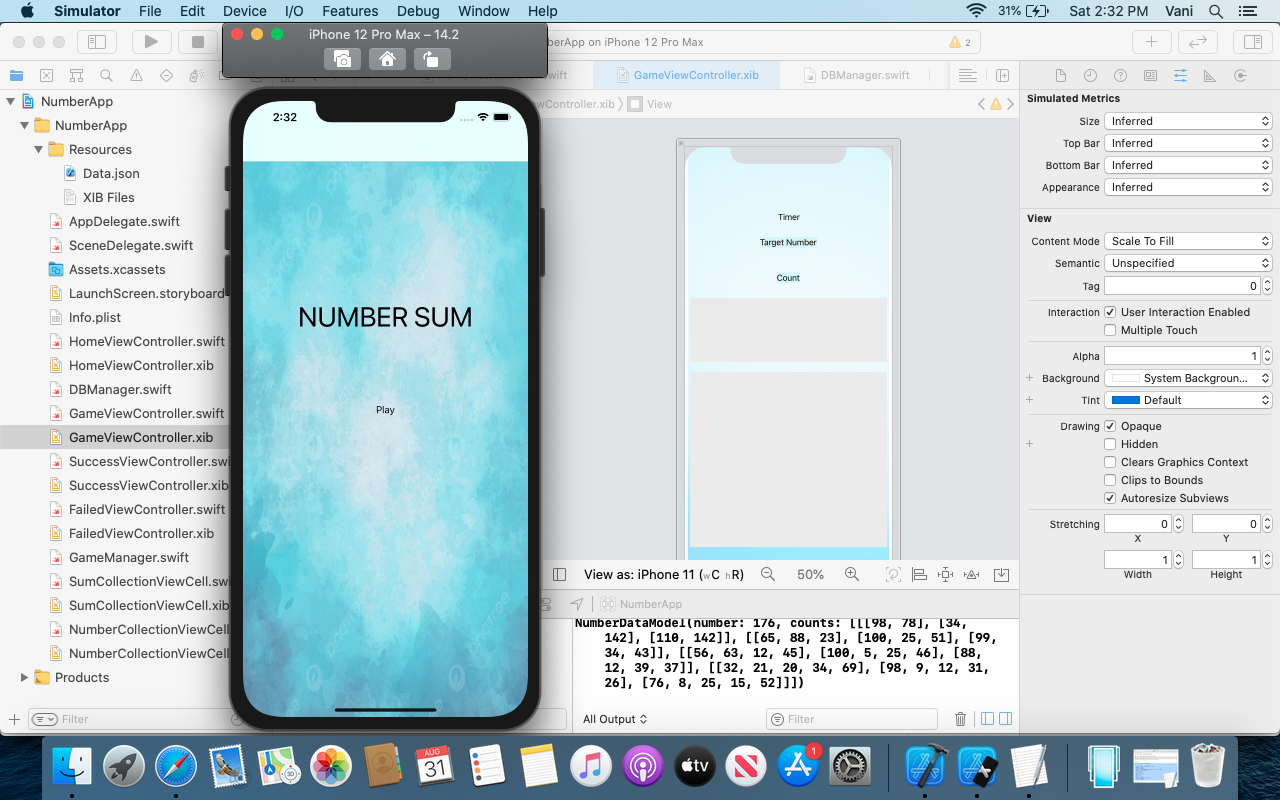 Simulator File Edit Device I/O Features Debug Window Help 31% Sat 2:32 PM Vani
iPhone 12 Pro Max – 14.2
NumberApp on iPhone 12 Pro Max 2
GameViewController.xib DBManager.swift
View
NumberApp
NumberApp
Resources
Data.json
XIB Files
AppDelegate.swift
SceneDelegate.swift
Assets.xcassets
LaunchScreen.storyboard
Info.plist
HomeViewController.swift
HomeViewController.xib
DBManager.swift
GameViewController.swift
GameViewController.xib
SuccessViewController.swi
SuccessViewController.xib
FailedViewController.swift
FailedViewController.xib
GameManager.swift
SumCollectionViewCell.swi
SumCollectionViewCell.xib
NumberCollectionViewCell
NumberCollectionViewCell
Products
Filter
2:32
NUMBER SUM
Play
Timer
Target Number
Count
View as: iPhone 11 (wC hR) 50%
NumberApp
NumberDataModel(number: 176, counts: [[[98, 78], [34,
142], [110, 142]], [[65, 88, 23], [100, 25, 51], [99,
34, 43]], [[56, 63, 12, 45], [100, 5, 25, 46], [88,
12, 39, 37]], [[32, 21, 20, 34, 69], [98, 9, 12, 31,
26], [76, 8, 25, 15, 52]]])
All Output Filter
Simulated Metrics
Size Inferred
Top Bar Inferred
Bottom Bar Inferred
Appearance Inferred
View
Content Mode Scale To Fill
Semantic Unspecified
Tag 0
Interaction User Interaction Enabled
Multiple Touch
Alpha 1
Background System Backgroun...
Tint Default
Drawing Opaque
Hidden
Clears Graphics Context
Clips to Bounds
Autoresize Subviews
Stretching 0 0
X Y
1 1
Width Height
AUG
31
tv
1